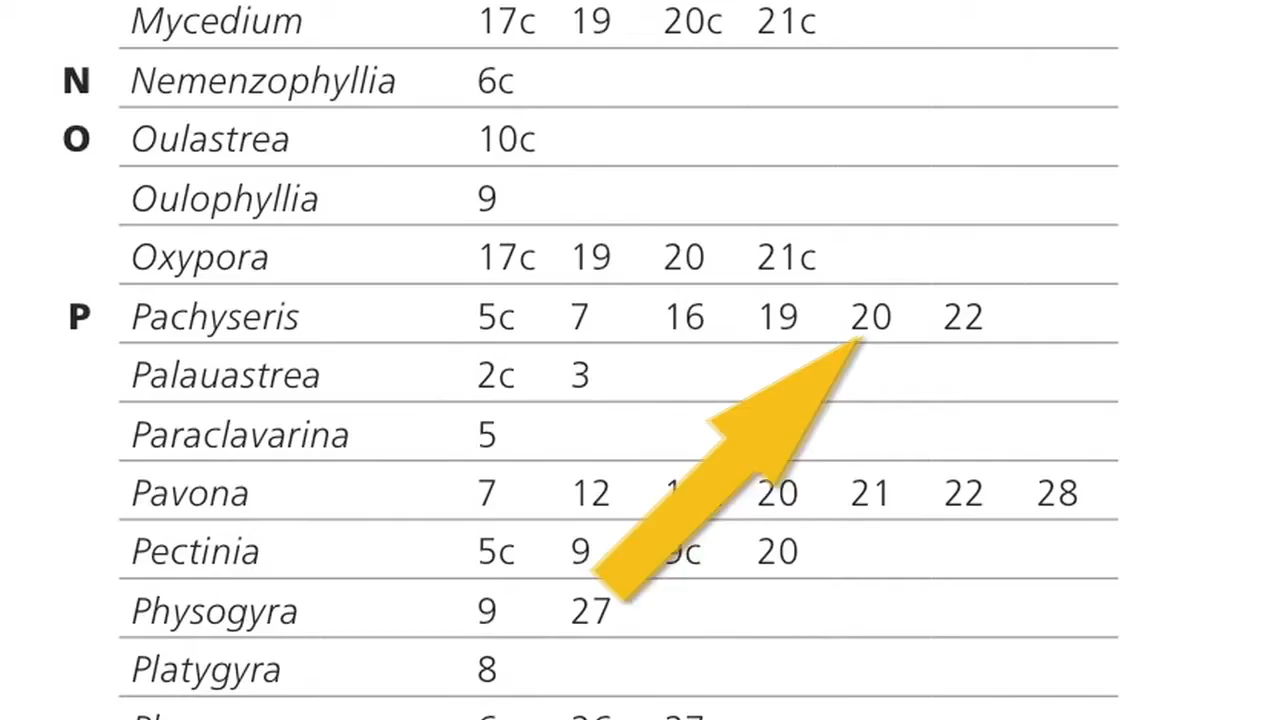 Mycedium 17c 19 20c 21c
N Nemenzophyllia 6c
O Oulastrea 10c
Oulophyllia 9
Oxypora 17c 19 20 21c
P Pachyseris 5c 7 16 19 20 22
Palauastrea 2c 3
Paraclavarina 5
Pavona 7 12 20 21 22 28
Pectinia 5c 9 20
Physogyra 9 27
Platygyra 8